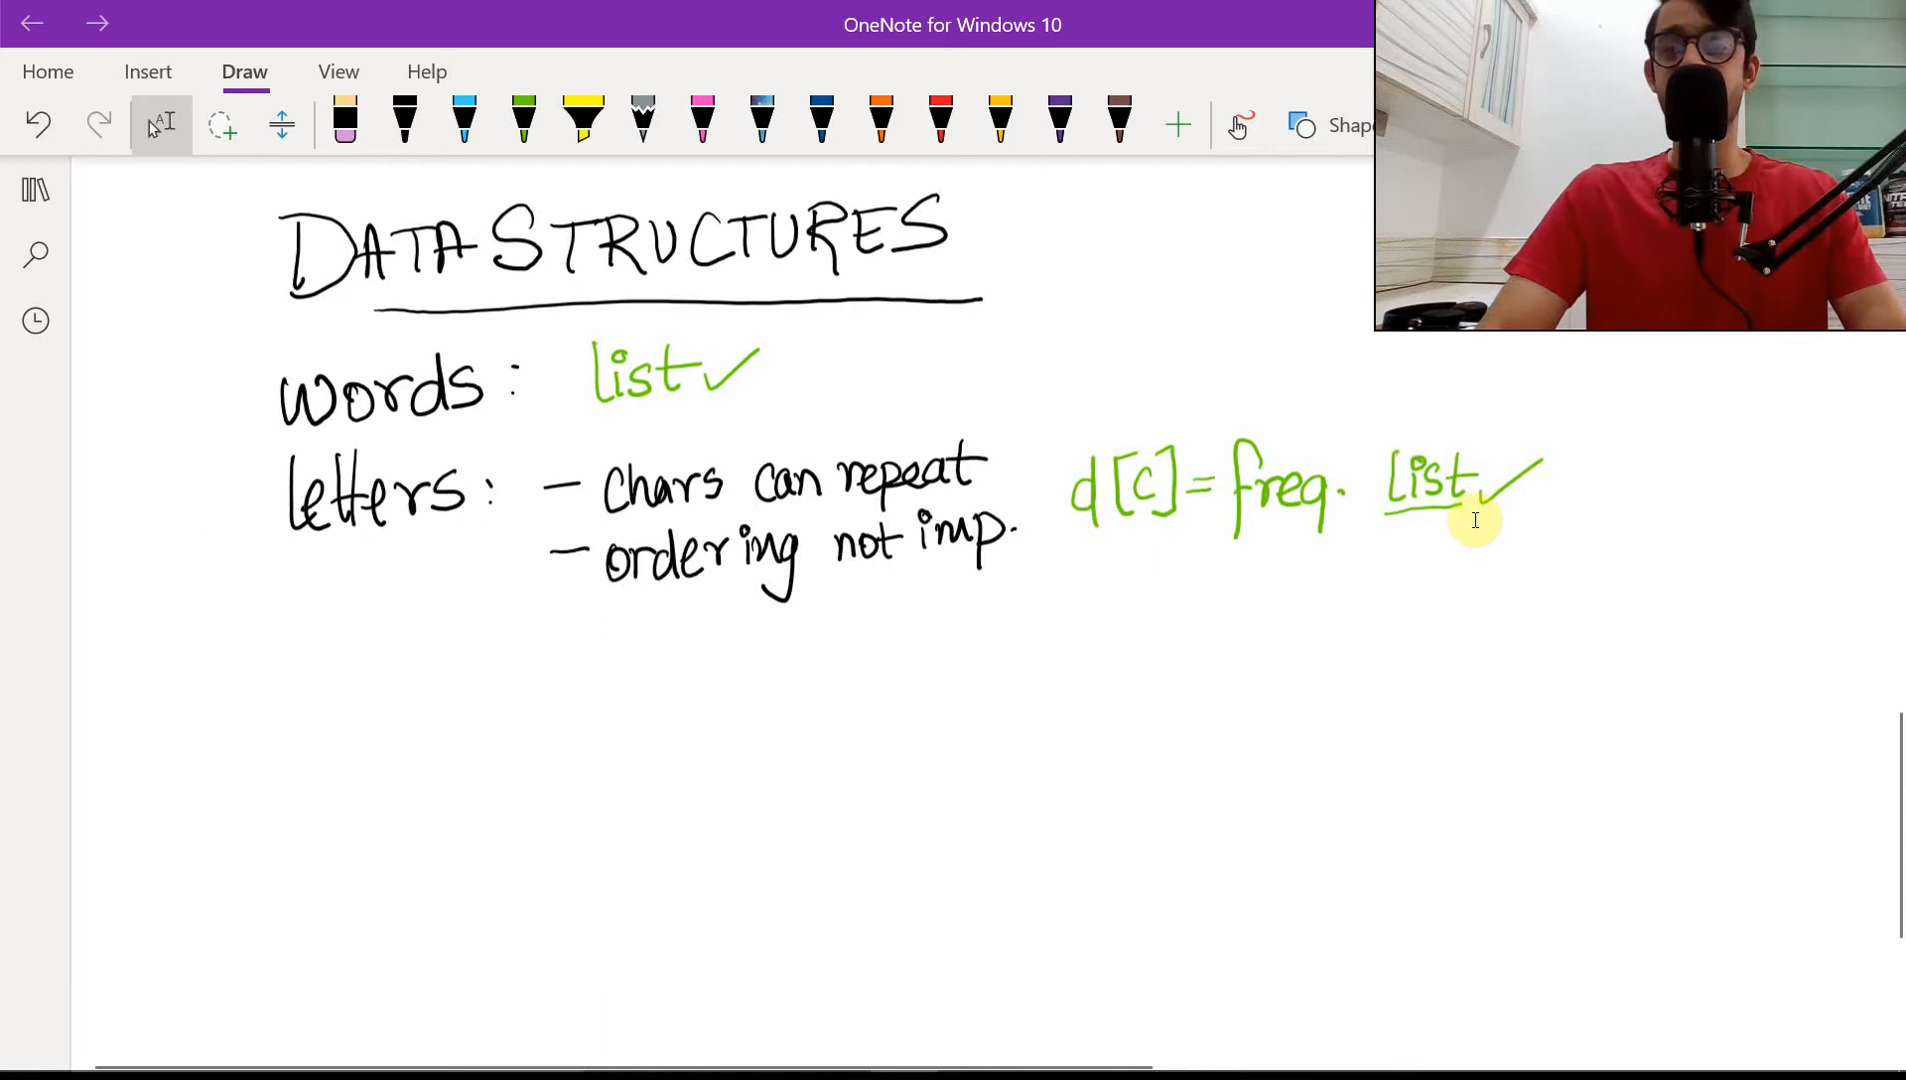 OneNote for Windows 10
Home Insert Draw View Help
Shap
DATA STRUCTURES
words: list ✓
letters: - chars can repeat d[c] = freq. list ✓
- ordering not imp.